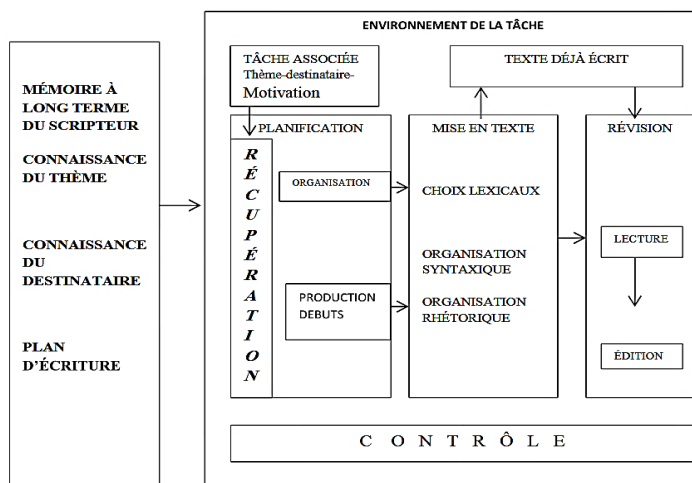 ENVIRONNEMENT DE LA TÂCHE
MÉMOIRE À
LONG TERME
DU SCRIPTEUR
CONNAISSANCE
DU THÈME
CONNAISSANCE
DU
DESTINATAIRE
PLAN
D'ÉCRITURE
TÂCHE ASSOCIÉE
Thème-destinataire-
Motivation
TEXTE DÉJÀ ÉCRIT
PLANIFICATION
RÉCUPÉRATION
ORGANISATION
PRODUCTION
DEBUTS
MISE EN TEXTE
CHOIX LEXICAUX
ORGANISATION
SYNTAXIQUE
ORGANISATION
RHÉTORIQUE
RÉVISION
LECTURE
ÉDITION
CONTRÔLE